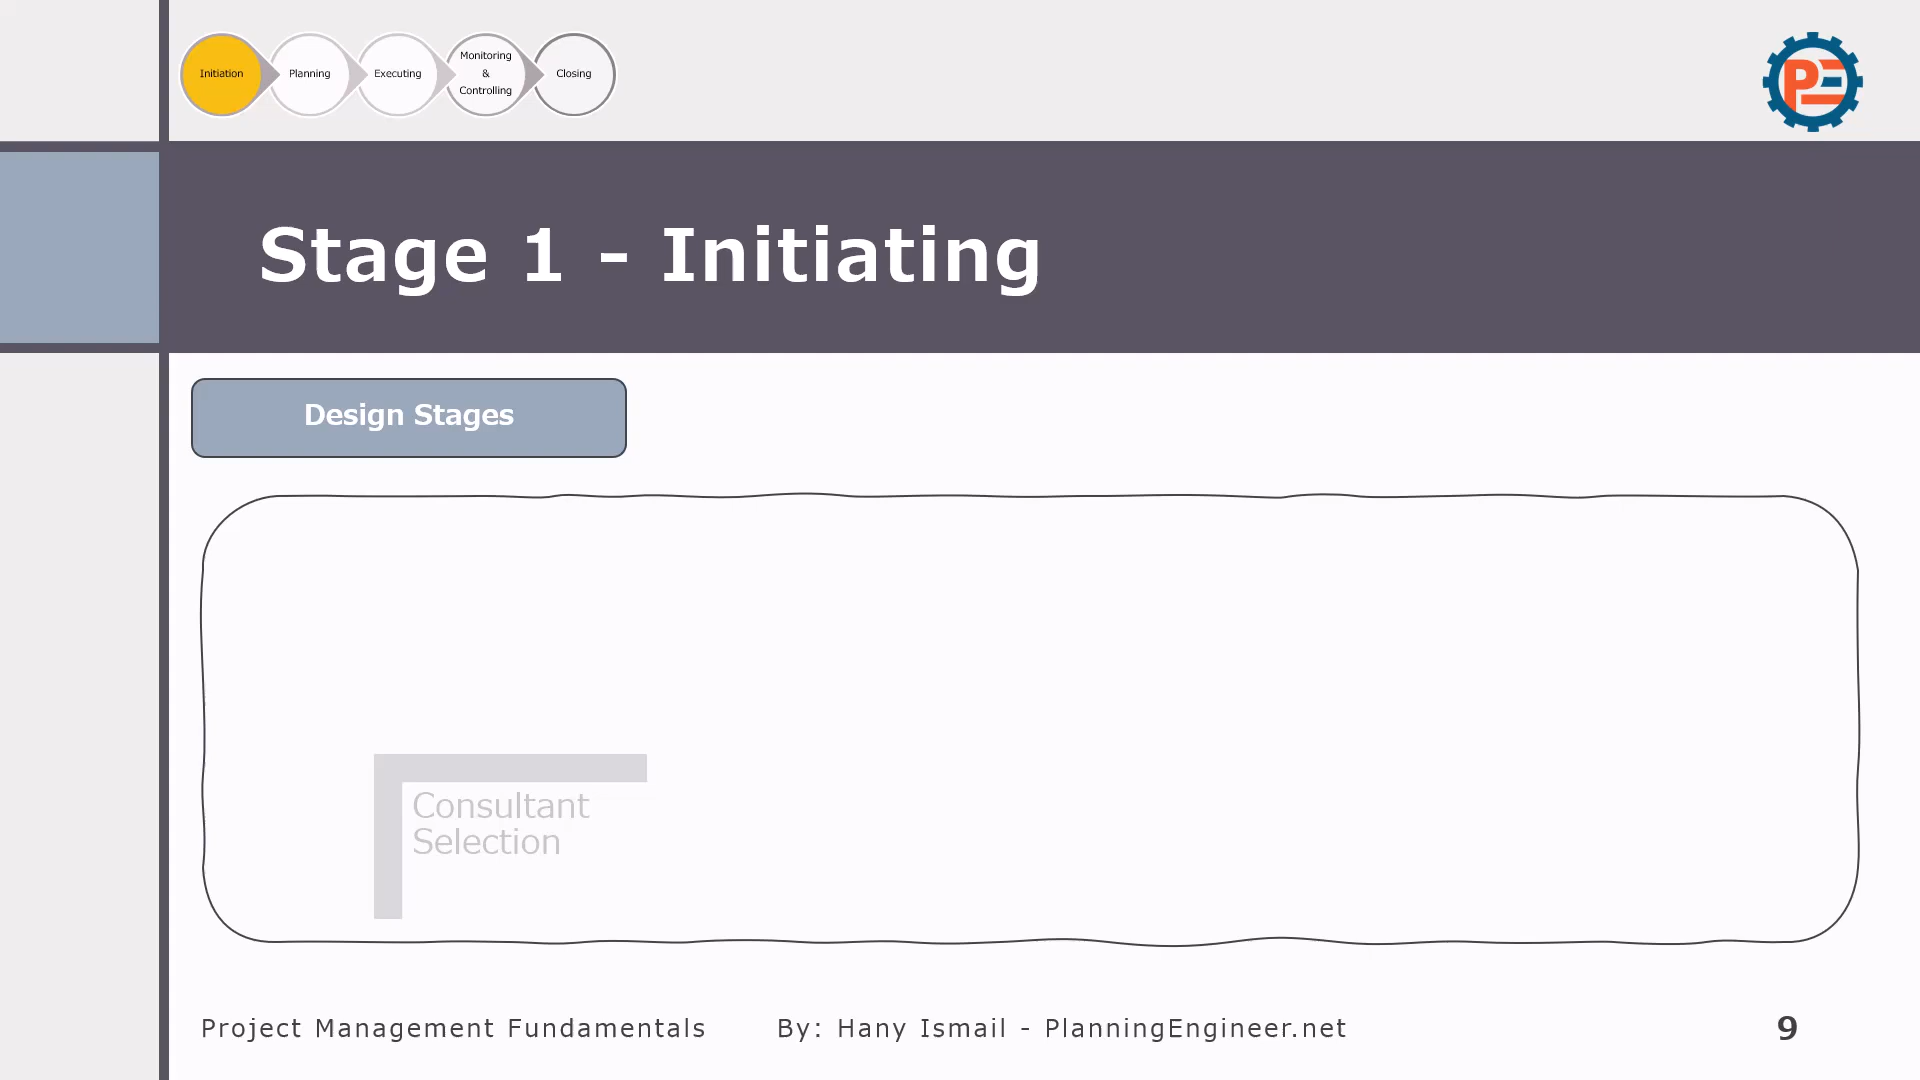 Initiation
Planning
Executing
Monitoring
&
Controlling
Closing
PE
Stage 1 - Initiating
Design Stages
Consultant
Selection
Project Management Fundamentals By: Hany Ismail - PlanningEngineer.net 9